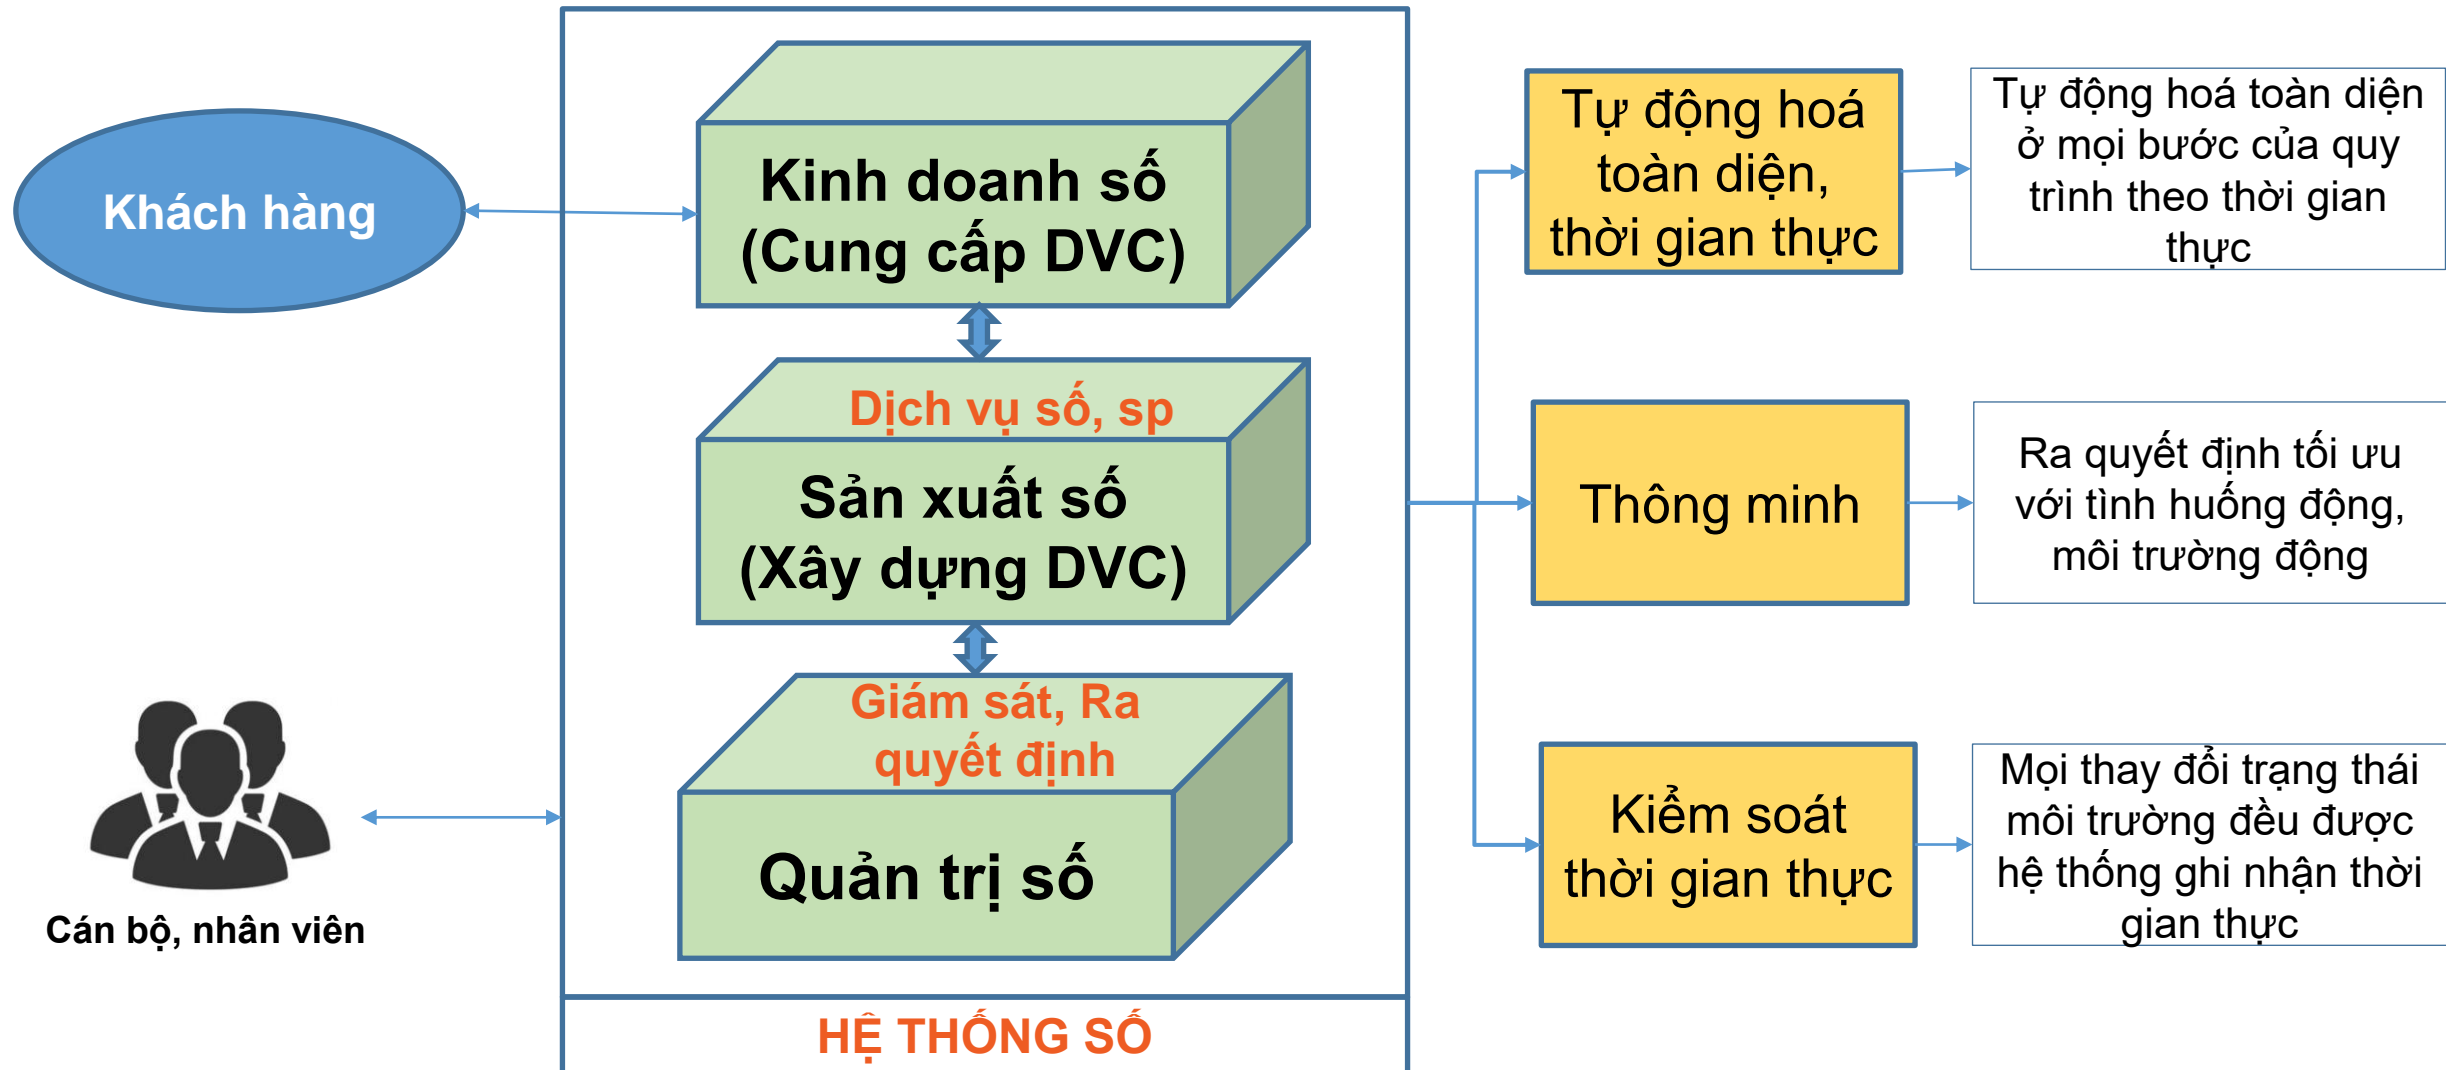 Khách hàng
Kinh doanh số
(Cung cấp DVC)
Dịch vụ số, sp
Sản xuất số
(Xây dựng DVC)
Giám sát, Ra
quyết định
Quản trị số
HỆ THỐNG SỐ
Cán bộ, nhân viên
Tự động hoá
toàn diện,
thời gian thực
Tự động hoá toàn diện
ở mọi bước của quy
trình theo thời gian
thực
Thông minh
Ra quyết định tối ưu
với tình huống động,
môi trường động
Kiểm soát
thời gian thực
Mọi thay đổi trạng thái
môi trường đều được
hệ thống ghi nhận thời
gian thực